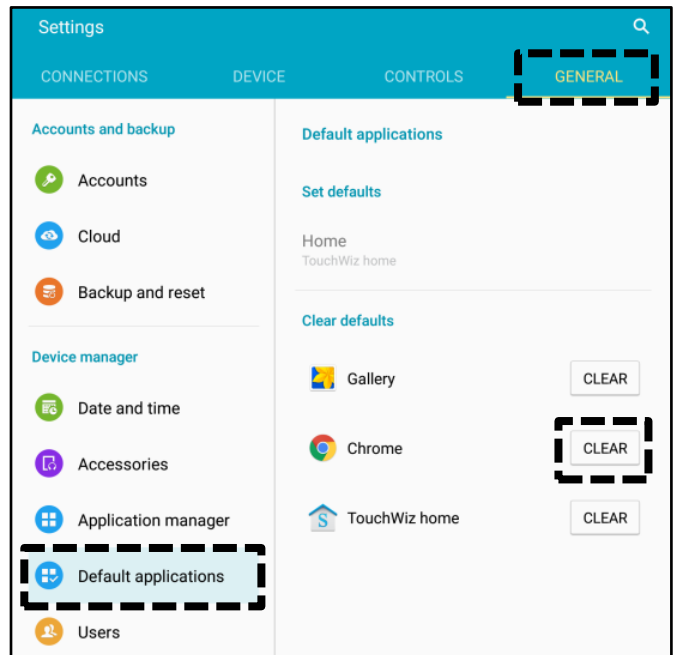 Settings
CONNECTIONS DEVICE CONTROLS GENERAL
Accounts and backup
Accounts
Cloud
Backup and reset
Device manager
Date and time
Accessories
Application manager
Default applications
Users
Default applications
Set defaults
Home
TouchWiz home
Clear defaults
Gallery CLEAR
Chrome CLEAR
S TouchWiz home CLEAR